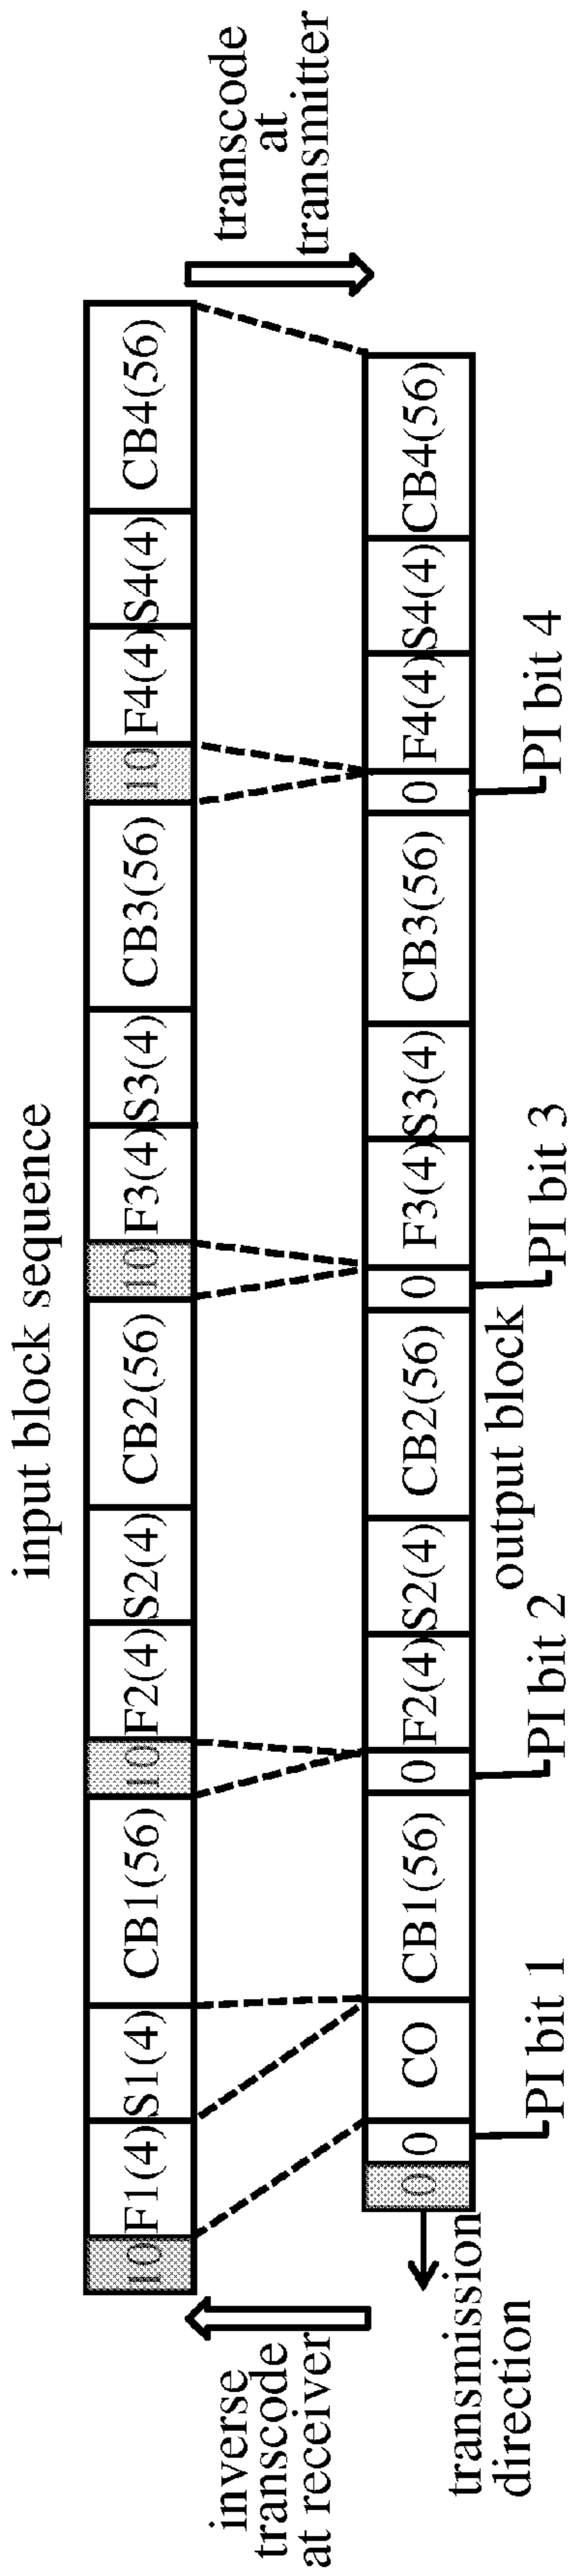 input block sequence
10 F1(4) S1(4) CB1(56) 10 F2(4) S2(4) CB2(56) 10 F3(4) S3(4) CB3(56) 10 F4(4) S4(4) CB4(56)
inverse
transcode
at receiver
transcode
at
transmitter
0 0 CO CB1(56) 0 F2(4) S2(4) CB2(56) 0 F3(4) S3(4) CB3(56) 0 F4(4) S4(4) CB4(56)
transmission
direction
output block
PI bit 1
PI bit 2
PI bit 3
PI bit 4